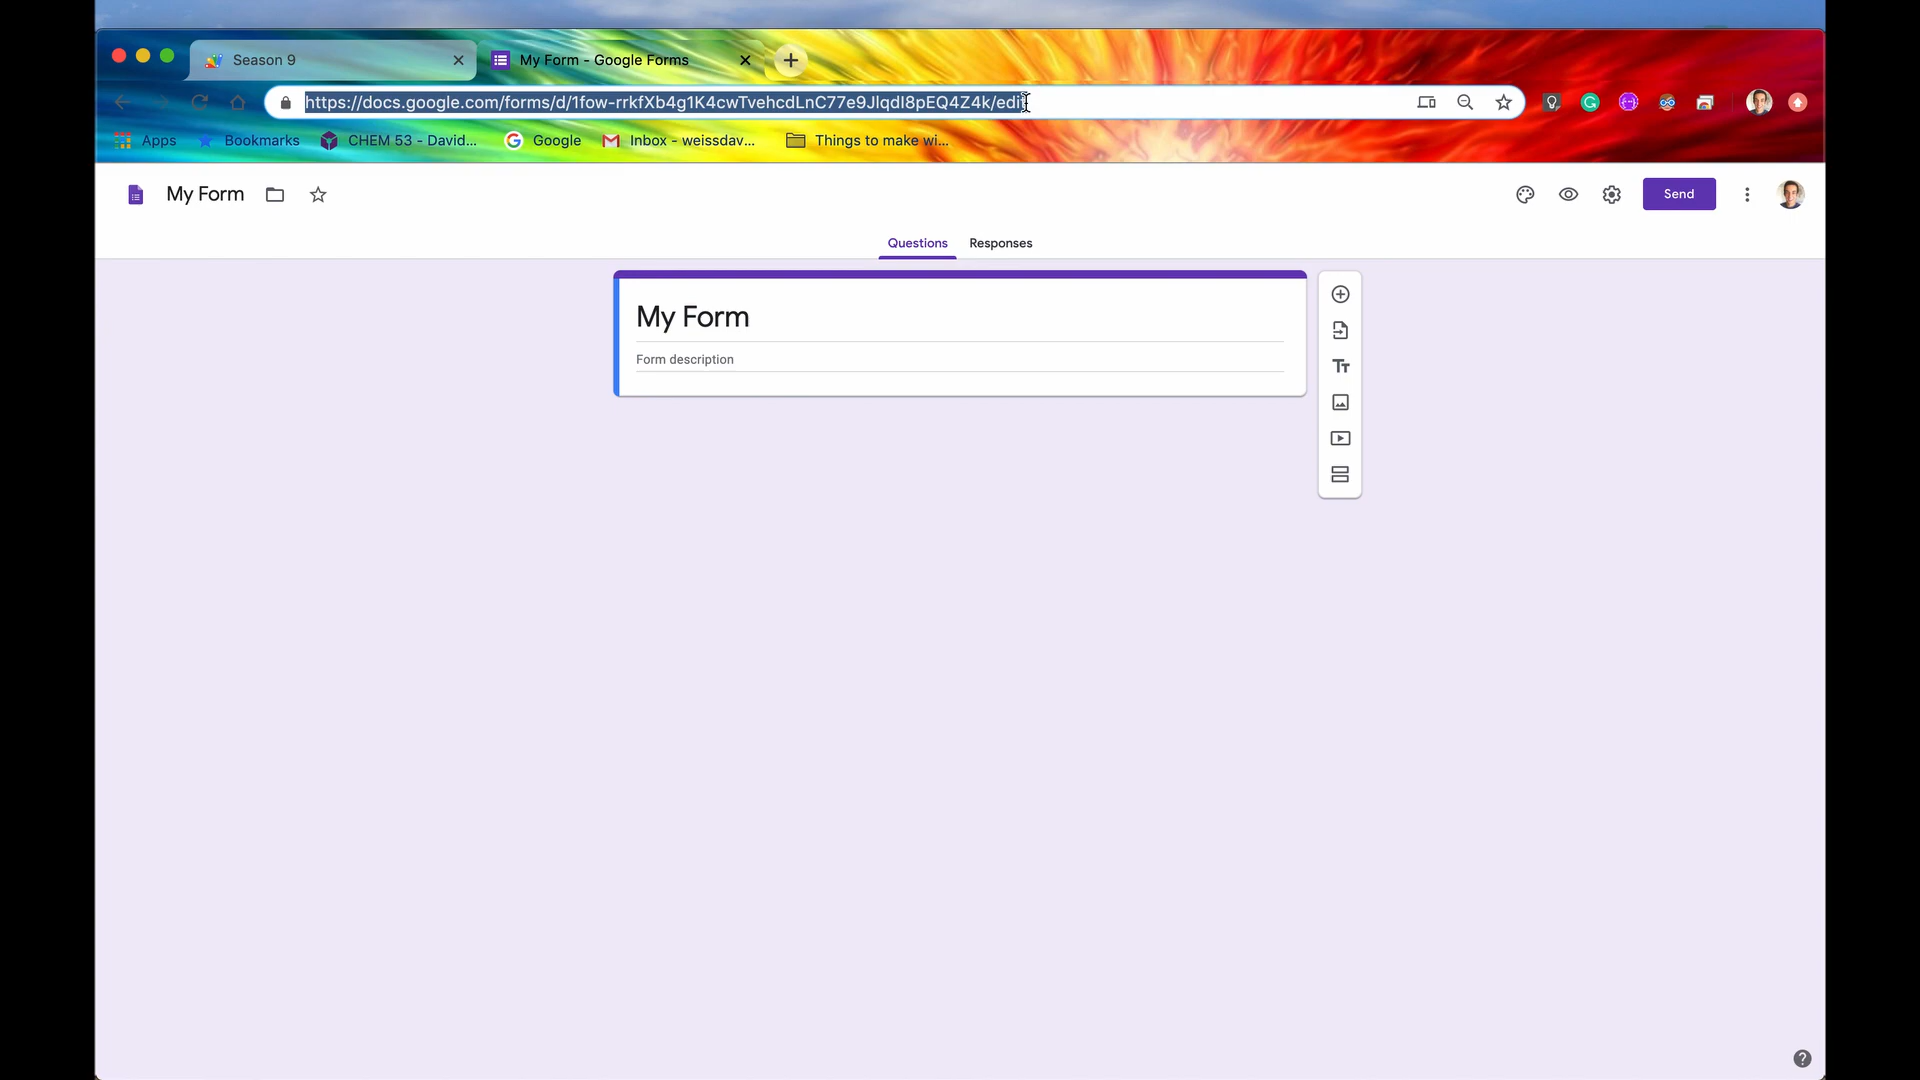 Season 9
My Form - Google Forms
https://docs.google.com/forms/d/1fow-rrkfXb4g1K4cwTvehcdLnC77e9JlqdI8pEQ4Z4k/edit
Apps
Bookmarks
CHEM 53 - David...
Google
Inbox - weissdav...
Things to make wi...
My Form
Send
Questions
Responses
My Form
Form description